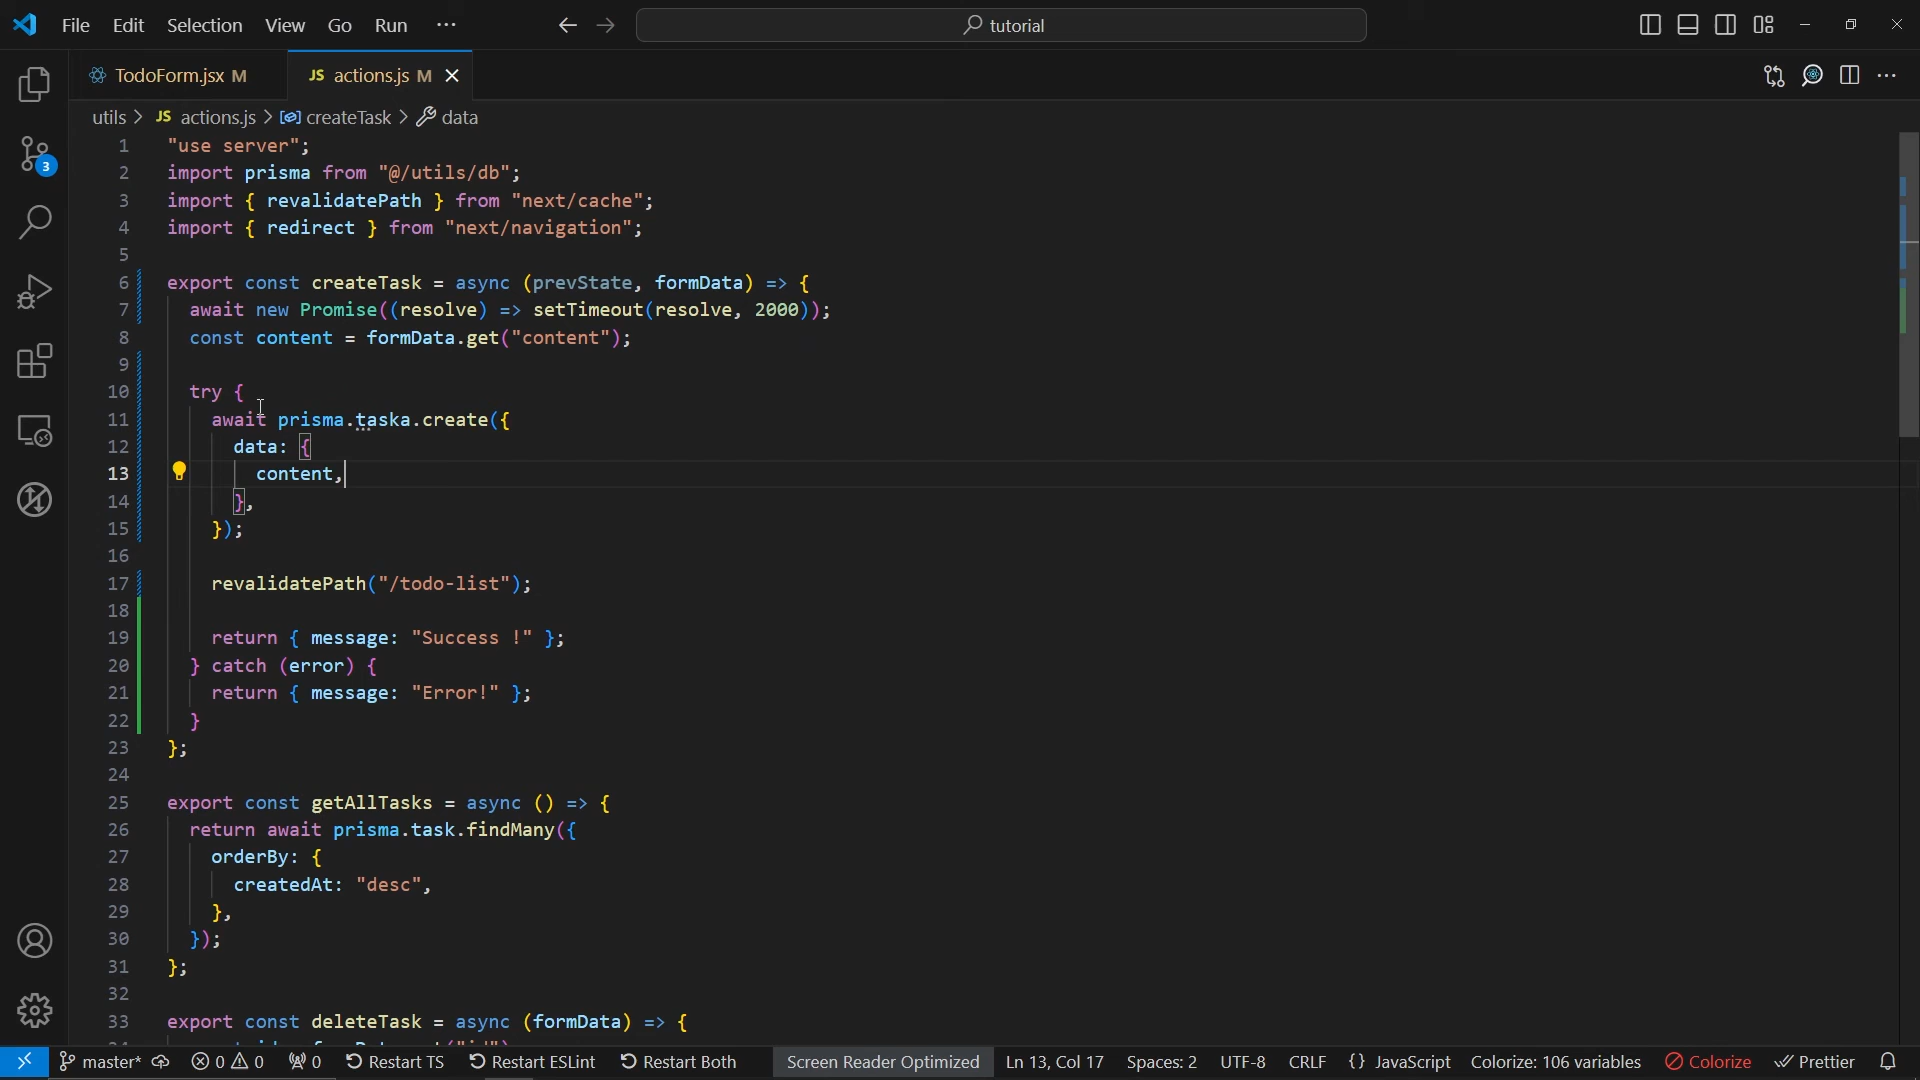 File Edit Selection View Go Run ··· tutorial
TodoForm.jsx M JS actions.js M
utils > JS actions.js > createTask > data
1 "use server";
2 import prisma from "@/utils/db";
3 import { revalidatePath } from "next/cache";
4 import { redirect } from "next/navigation";
5
6 export const createTask = async (prevState, formData) => {
7 await new Promise((resolve) => setTimeout(resolve, 2000));
8 const content = formData.get("content");
9
10 try {
11 await prisma.taska.create({
12 data: {
13 content,
14 },
15 });
16
17 revalidatePath("/todo-list");
18
19 return { message: "Success !" };
20 } catch (error) {
21 return { message: "Error!" };
22 }
23 };
24
25 export const getAllTasks = async () => {
26 return await prisma.task.findMany({
27 orderBy: {
28 createdAt: "desc",
29 },
30 });
31 };
32
33 export const deleteTask = async (formData) => {
3
master* 0 0 0 Restart TS Restart ESLint Restart Both Screen Reader Optimized Ln 13, Col 17 Spaces: 2 UTF-8 CRLF {} JavaScript Colorize: 106 variables Colorize Prettier